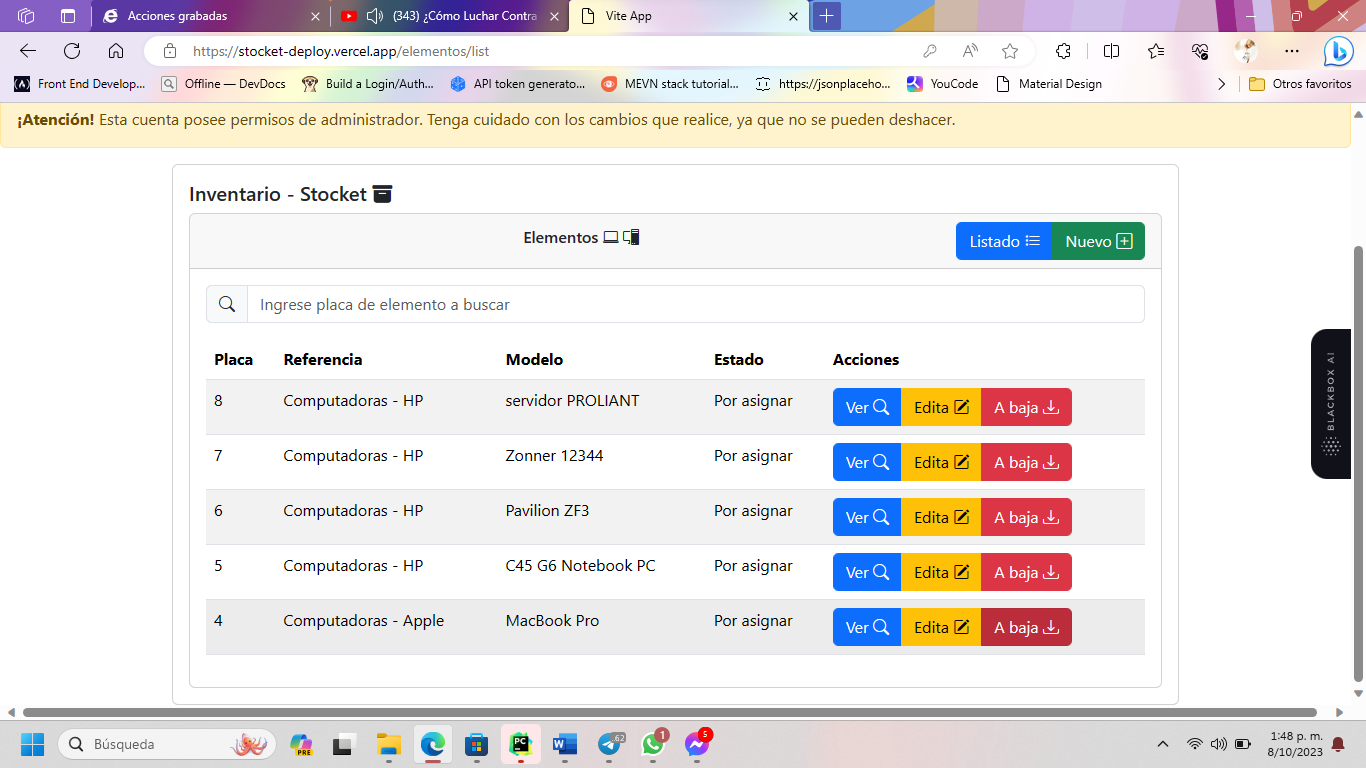 Acciones grabadas
(343) ¿Cómo Luchar Contra
Vite App
https://stocket-deploy.vercel.app/elementos/list
Front End Develop...
Offline — DevDocs
Build a Login/Auth...
API token generato...
MEVN stack tutorial...
https://jsonplaceho...
YouCode
Material Design
Otros favoritos
¡Atención! Esta cuenta posee permisos de administrador. Tenga cuidado con los cambios que realice, ya que no se pueden deshacer.
Inventario - Stocket
Elementos
Listado
Nuevo
Ingrese placa de elemento a buscar
Placa Referencia Modelo Estado Acciones
8 Computadoras - HP servidor PROLIANT Por asignar Ver Edita A baja
7 Computadoras - HP Zonner 12344 Por asignar Ver Edita A baja
6 Computadoras - HP Pavilion ZF3 Por asignar Ver Edita A baja
5 Computadoras - HP C45 G6 Notebook PC Por asignar Ver Edita A baja
4 Computadoras - Apple MacBook Pro Por asignar Ver Edita A baja
BLACKBOX AI
Búsqueda
PRE
PC
62
1
5
1:48 p. m.
8/10/2023